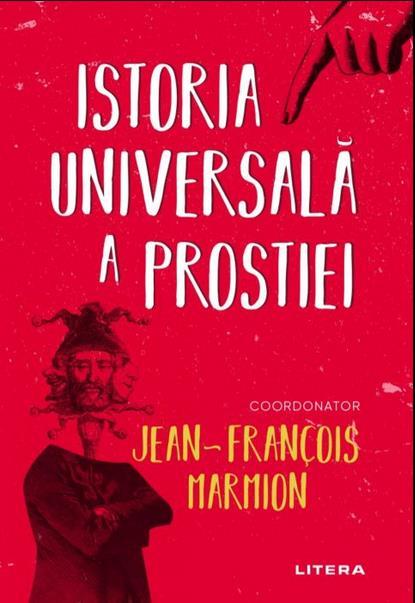 ISTORIA
UNIVERSALĂ
A PROSTIEI
COORDONATOR
JEAN-FRANÇOIS
MARMION
LITERA